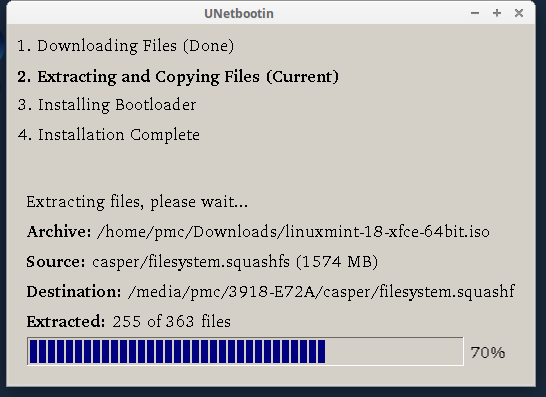 UNetbootin
1. Downloading Files (Done)
2. Extracting and Copying Files (Current)
3. Installing Bootloader
4. Installation Complete
Extracting files, please wait...
Archive: /home/pmc/Downloads/linuxmint-18-xfce-64bit.iso
Source: casper/filesystem.squashfs (1574 MB)
Destination: /media/pmc/3918-E72A/casper/filesystem.squashf
Extracted: 255 of 363 files
70%